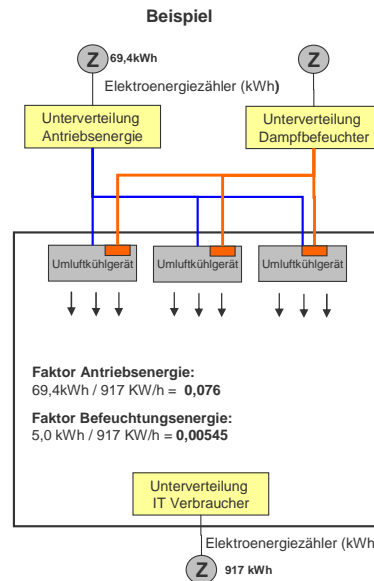 Beispiel
Z 69,4kWh
Z
Elektroenergiezähler (kWh)
Unterverteilung
Antriebsenergie
Unterverteilung
Dampfbefeuchter
Umluftkühlgerät
Umluftkühlgerät
Umluftkühlgerät
Faktor Antriebsenergie:
69,4kWh / 917 KW/h = 0,076
Faktor Befeuchtungsenergie:
5,0 kWh / 917 KW/h = 0,00545
Unterverteilung
IT Verbraucher
Elektroenergiezähler (kWh
Z 917 kWh